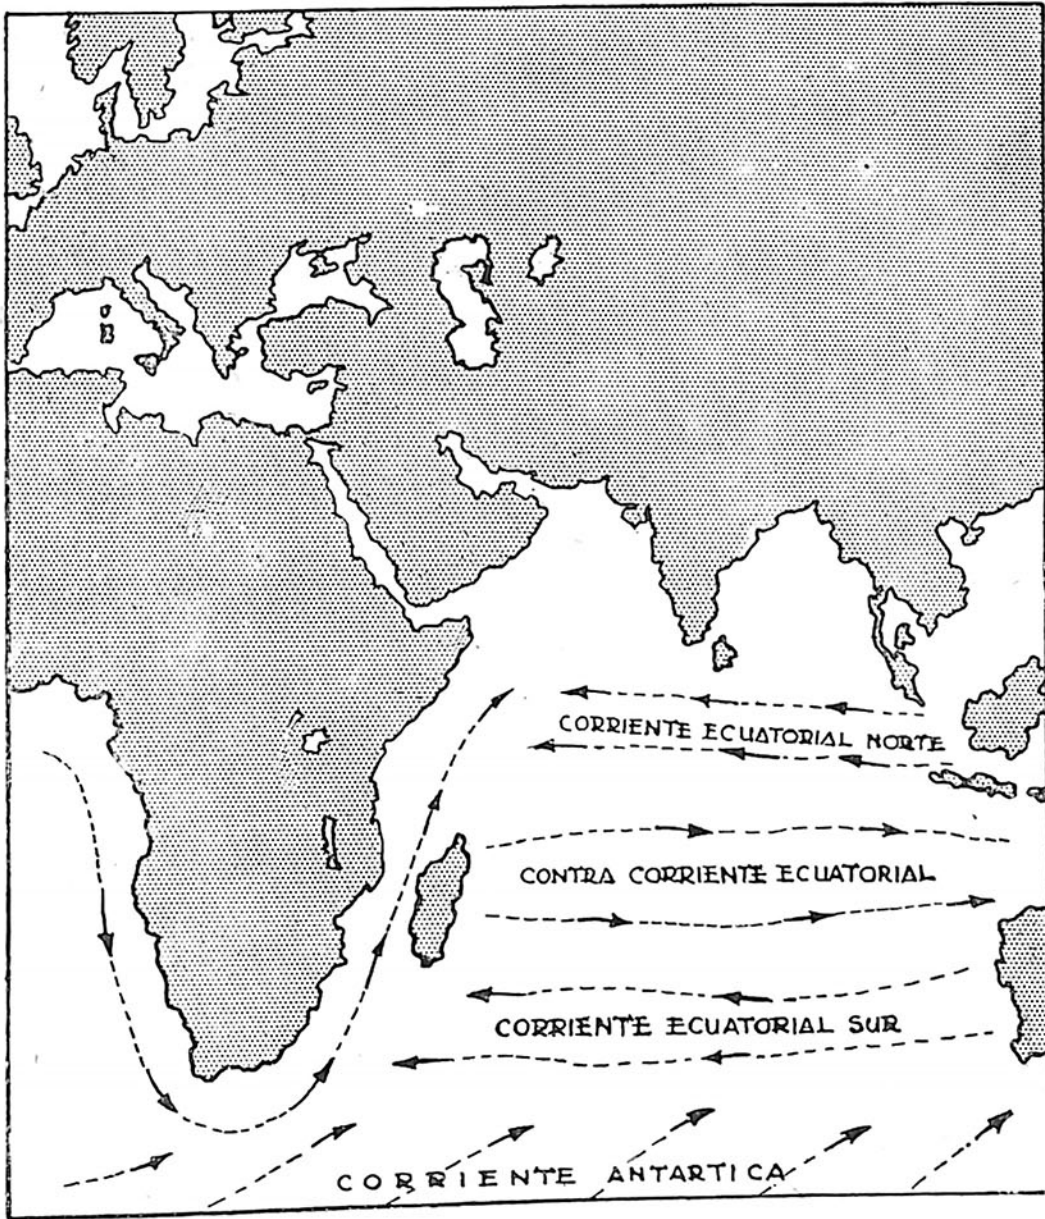 CORRIENTE ECUATORIAL NORTE
CONTRA CORRIENTE ECUATORIAL
CORRIENTE ECUATORIAL SUR
CORRIENTE ANTARTICA